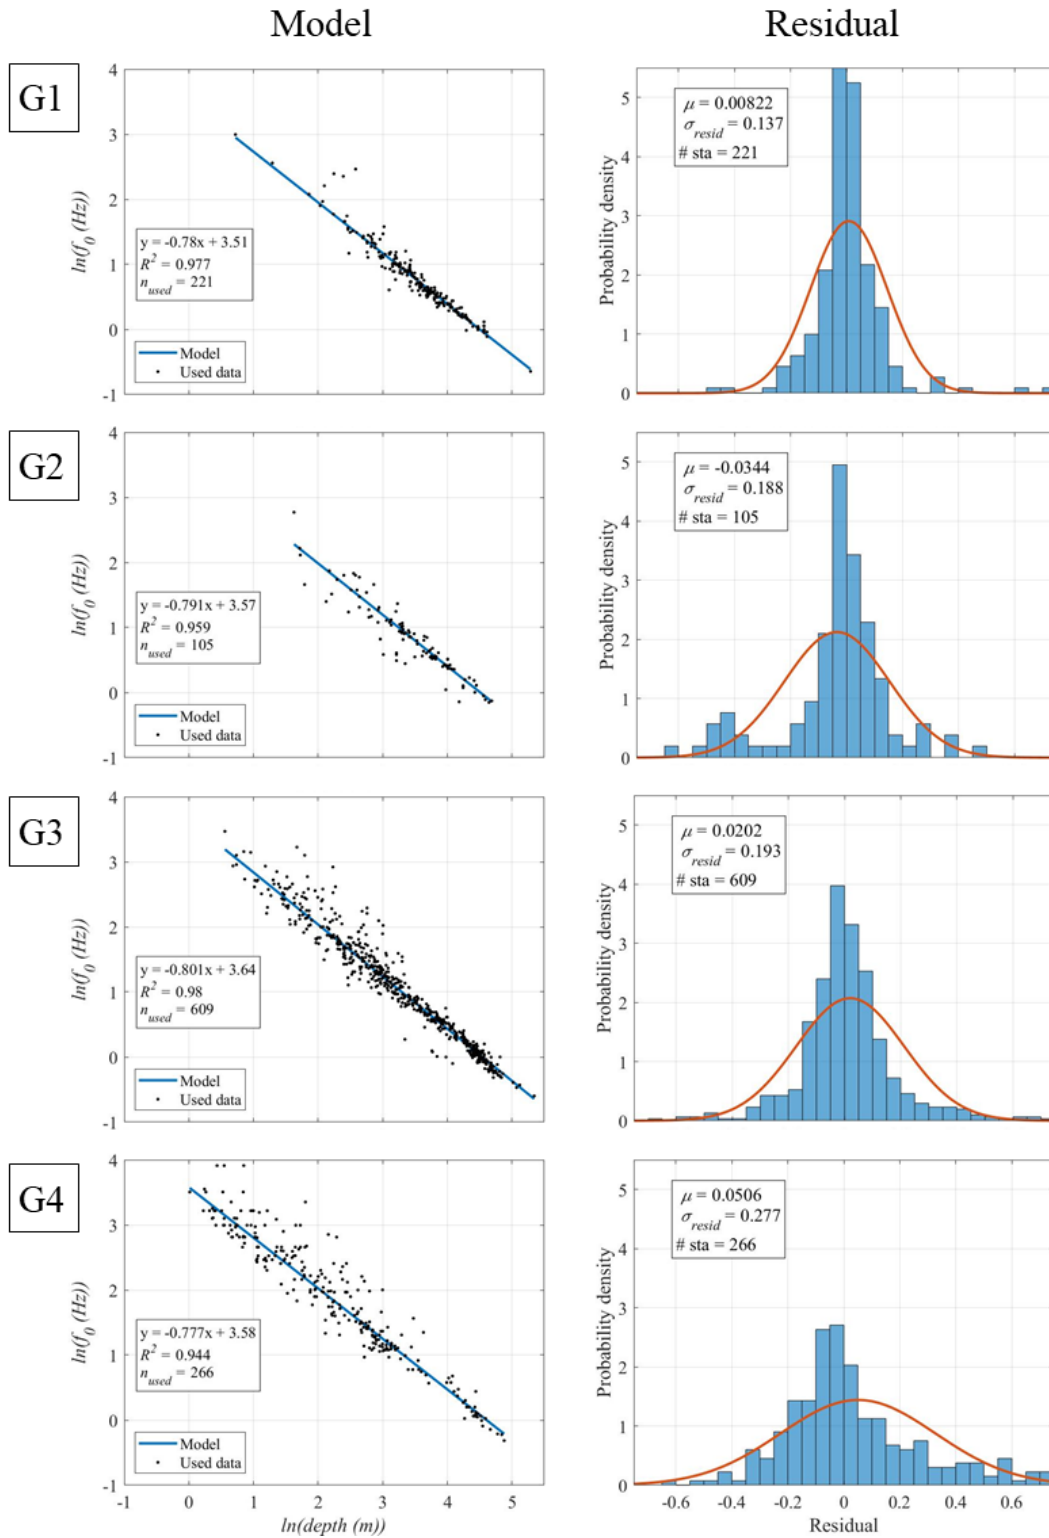 Model
Residual
G1
4
3
2
1
0
-1
ln(f0 (Hz))
y = -0.78x + 3.51
R2 = 0.977
nused = 221
Model
Used data
5
4
3
2
1
0
Probability density
μ = 0.00822
σresid = 0.137
# sta = 221
G2
4
3
2
1
0
-1
ln(f0 (Hz))
y = -0.791x + 3.57
R2 = 0.959
nused = 105
Model
Used data
5
4
3
2
1
0
Probability density
μ = -0.0344
σresid = 0.188
# sta = 105
G3
4
3
2
1
0
-1
ln(f0 (Hz))
y = -0.801x + 3.64
R2 = 0.98
nused = 609
Model
Used data
5
4
3
2
1
0
Probability density
μ = 0.0202
σresid = 0.193
# sta = 609
G4
4
3
2
1
0
-1
ln(f0 (Hz))
y = -0.777x + 3.58
R2 = 0.944
nused = 266
Model
Used data
-1 0 1 2 3 4 5
ln(depth (m))
5
4
3
2
1
0
Probability density
μ = 0.0506
σresid = 0.277
# sta = 266
-0.6 -0.4 -0.2 0 0.2 0.4 0.6
Residual